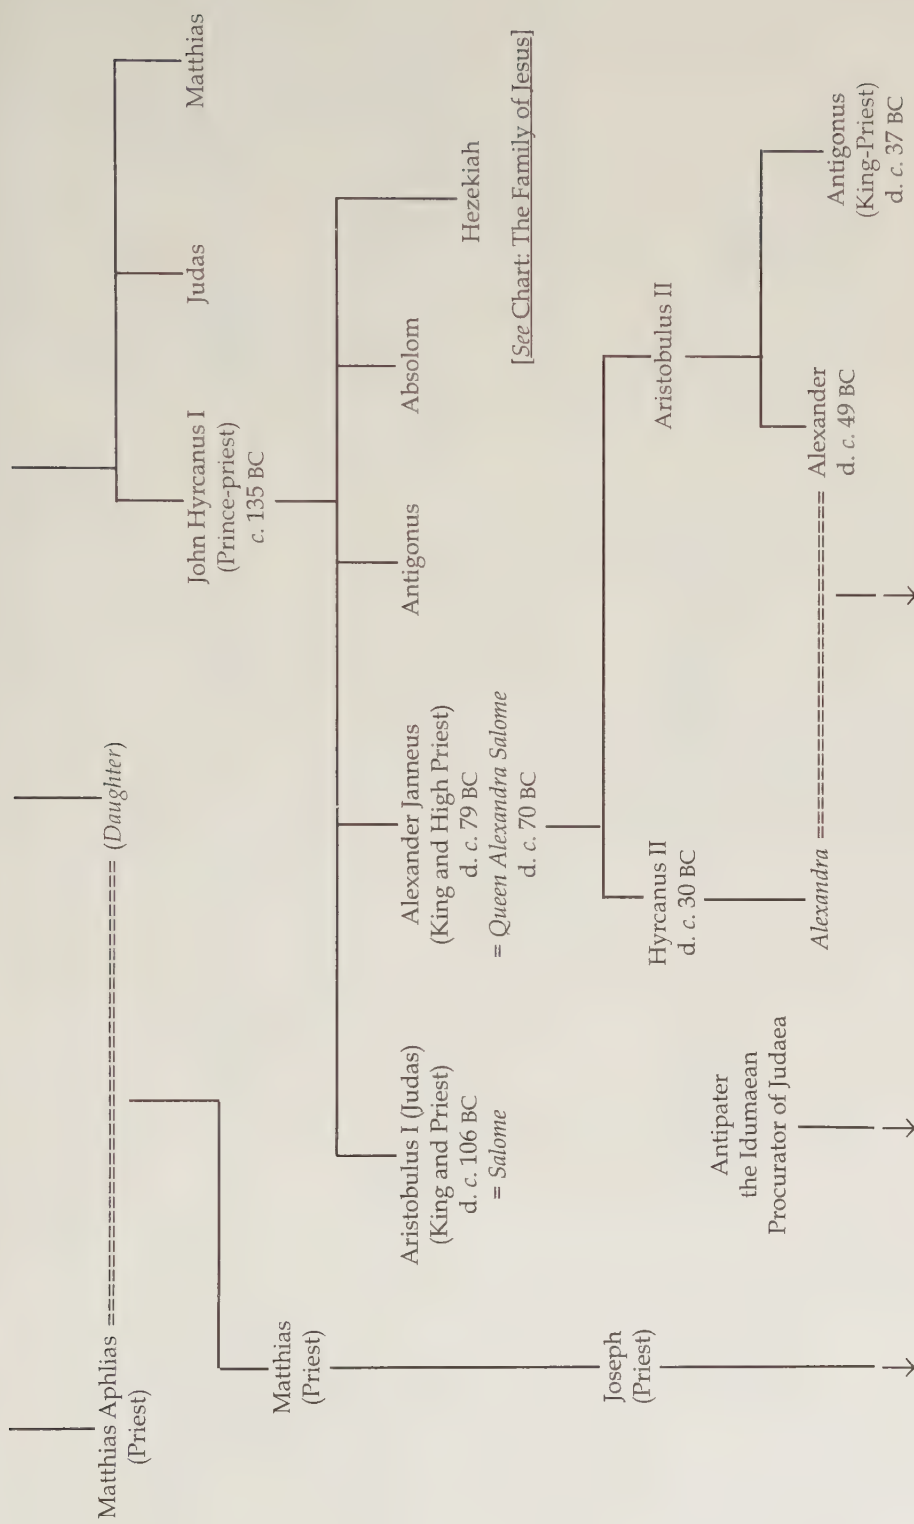 Matthias Aphlias ====================== (Daughter)
(Priest)
John Hyrcanus I
(Prince-priest)
c. 135 BC
Judas
Matthias
Matthias
(Priest)
Aristobulus I (Judas)
(King and Priest)
d. c. 106 BC
= Salome
Alexander Janneus
(King and High Priest)
d. c. 79 BC
= Queen Alexandra Salome
d. c. 70 BC
Antigonus
Absolom
Hezekiah
[See Chart: The Family of Jesus]
Joseph
(Priest)
Antipater
the Idumaean
Procurator of Judaea
Hyrcanus II
d. c. 30 BC
Aristobulus II
Alexandra ====================== Alexander
d. c. 49 BC
Antigonus
(King-Priest)
d. c. 37 BC